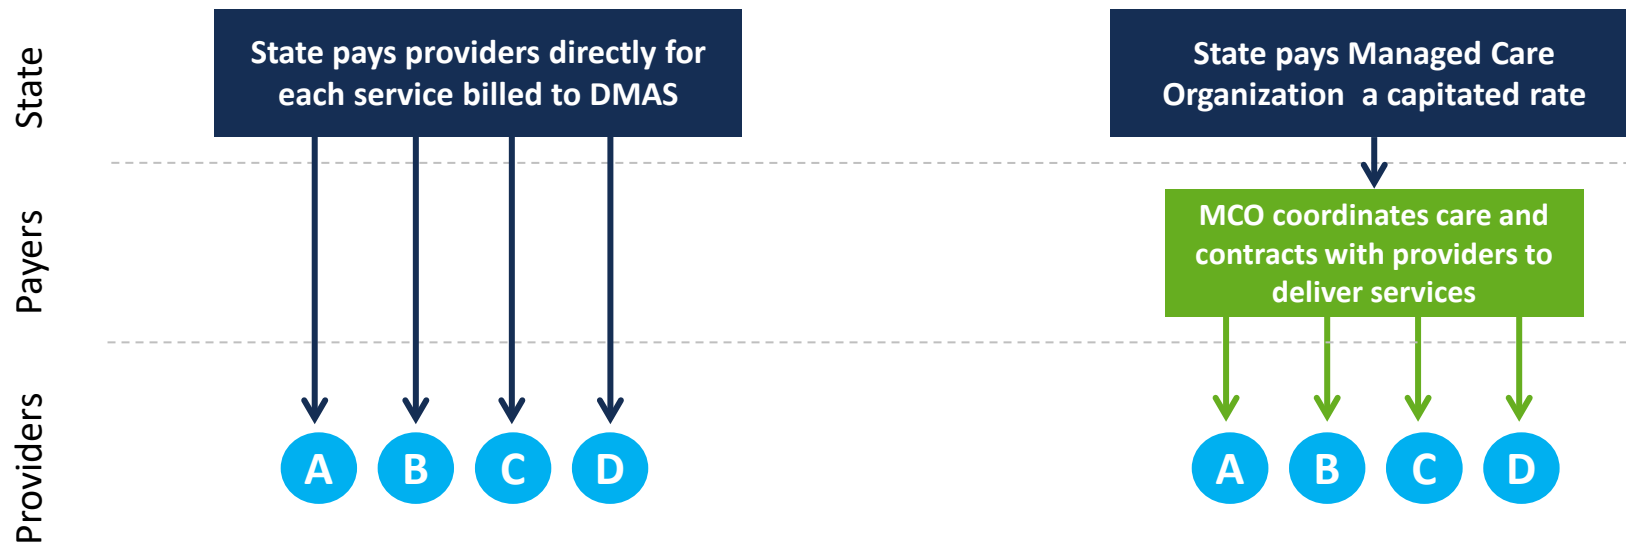 State
State pays providers directly for
each service billed to DMAS
State pays Managed Care
Organization  a capitated rate
Payers
MCO coordinates care and
contracts with providers to
deliver services
Providers
A
B
C
D
A
B
C
D